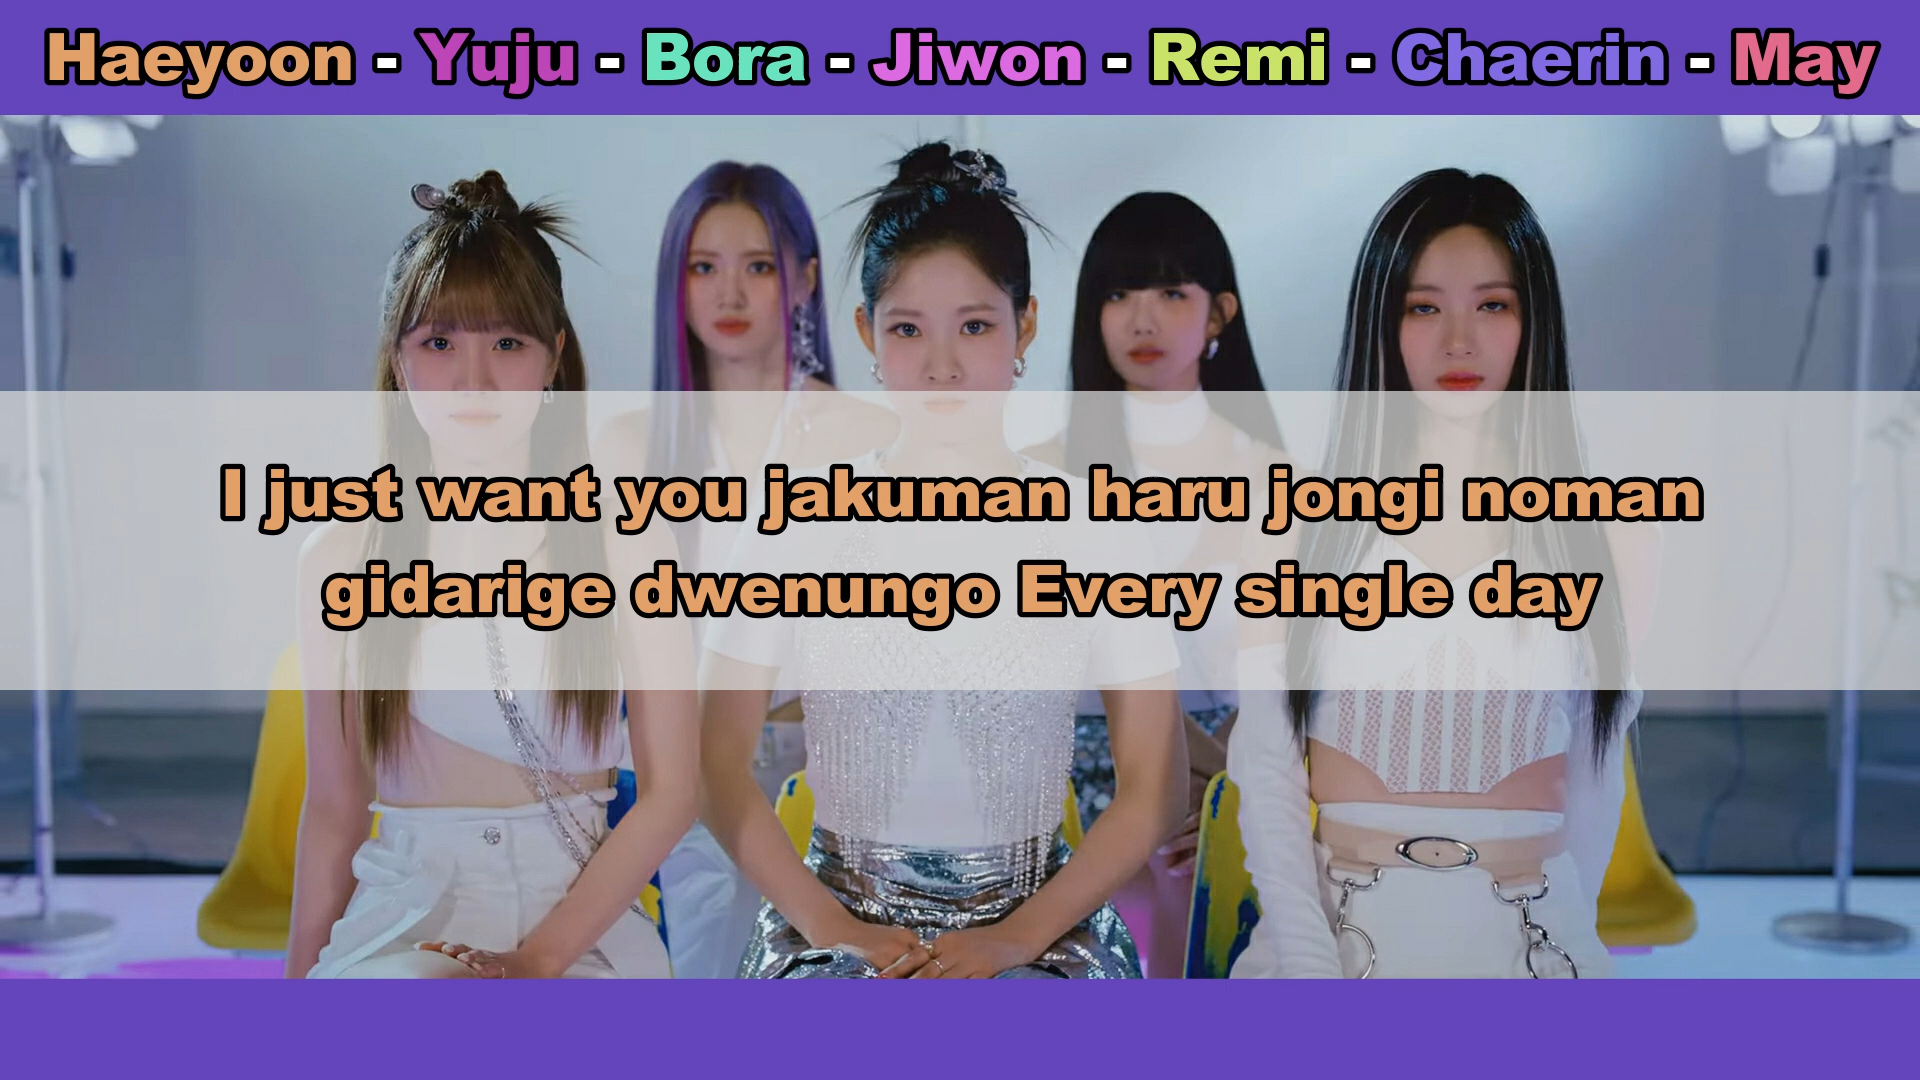 Haeyoon - Yuju - Bora - Jiwon - Remi - Chaerin - May
I just want you jakuman haru jongi noman
gidarige dwenungo Every single day